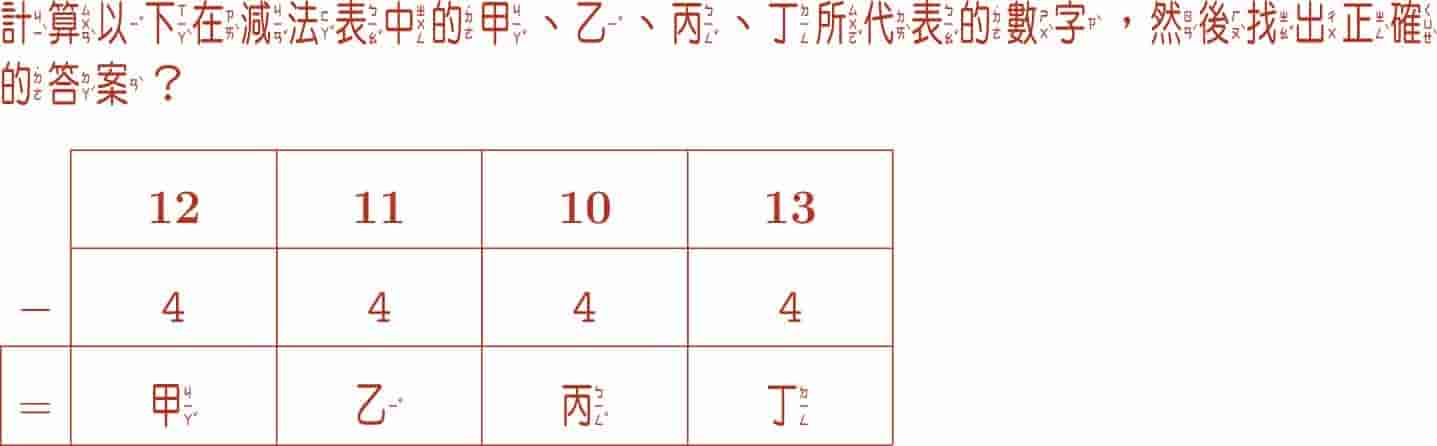 計算以下在減法表中的甲、乙、丙、丁所代表的數字，然後找出正確
的答案？
12 11 10 13
− 4 4 4 4
= 甲 乙 丙 丁